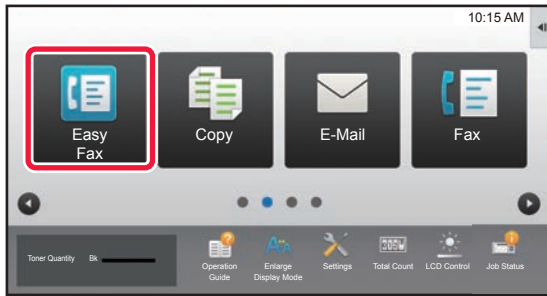 10:15 AM
Easy
Fax
Copy
E-Mail
Fax
Toner Quantity Bk
Operation
Guide
Enlarge
Display Mode
Settings
Total Count
LCD Control
Job Status